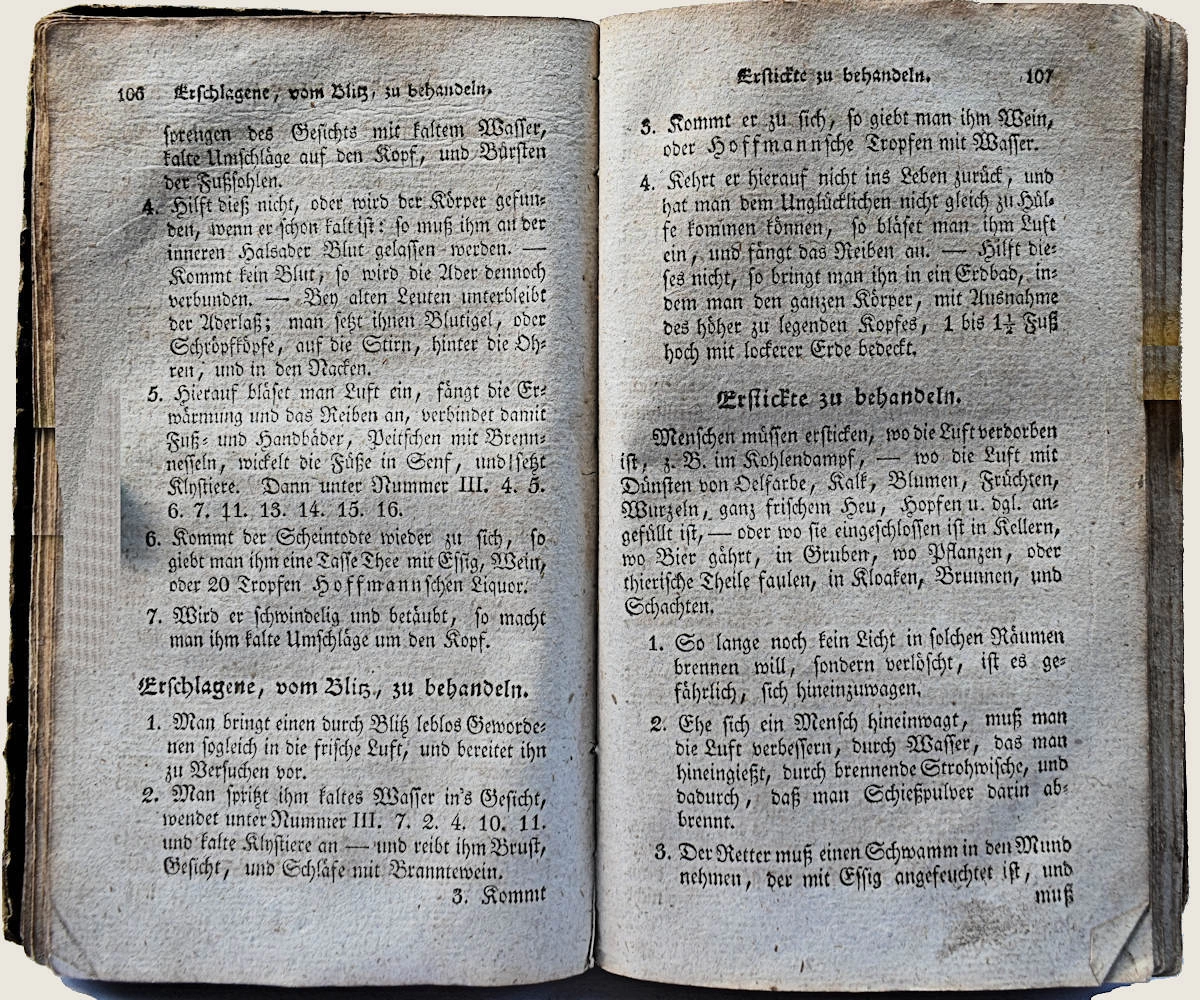 106 Erschlagene, vom Blitz, zu behandeln.
sprengen des Gesichts mit kaltem Wasser,
kalte Umschläge auf den Kopf, und Bürsten
der Fußsohlen.
4. Hilft dieß nicht, oder wird der Körper gefun-
den, wenn er schon kalt ist: so muß ihm an der
inneren Halsader Blut gelassen werden. —
Kommt kein Blut, so wird die Ader dennoch
verbunden. — Bey alten Leuten unterbleibt
der Aderlaß; man setzt ihnen Blutigel, oder
Schröpfköpfe, auf die Stirn, hinter die Oh-
ren, und in den Nacken.
5. Hierauf bläset man Luft ein, fängt die Er-
wärmung und das Reiben an, verbindet damit
Fuß- und Handbäder, Peitschen mit Brenn-
nesseln, wickelt die Füße in Senf, und setzt
Klystiere. Dann unter Nummer III. 4. 5.
6. 7. 11. 13. 14. 15. 16.
6. Kommt der Scheintodte wieder zu sich, so
giebt man ihm eine Tasse Thee mit Essig, Wein,
oder 20 Tropfen Hoffmannschen Liquor.
7. Wird er schwindelig und betäubt, so macht
man ihm kalte Umschläge um den Kopf.
Erschlagene, vom Blitz, zu behandeln.
1. Man bringt einen durch Blitz leblos Geworde-
nen sogleich in die frische Luft, und bereitet ihn
zu Versuchen vor.
2. Man spritzt ihm kaltes Wasser in's Gesicht,
wendet unter Nummer III. 7. 2. 4. 10. 11.
und kalte Klystiere an — und reibt ihm Brust,
Gesicht, und Schläfe mit Branntewein.
3. Kommt
Erstickte zu behandeln. 107
3. Kommt er zu sich, so giebt man ihm Wein,
oder Hoffmannsche Tropfen mit Wasser.
4. Kehrt er hierauf nicht ins Leben zurück, und
hat man dem Unglücklichen nicht gleich zu Hül-
fe kommen können, so bläset man ihm Luft
ein, und fängt das Reiben an. — Hilft die-
ses nicht, so bringt man ihn in ein Erdbad, in-
dem man den ganzen Körper, mit Ausnahme
des höher zu legenden Kopfes, 1 bis 1½ Fuß
hoch mit lockerer Erde bedeckt.
Erstickte zu behandeln.
Menschen müssen ersticken, wo die Luft verdorben
ist, z. B. im Kohlendampf, — wo die Luft mit
Dünsten von Oelfarbe, Kalk, Blumen, Früchten,
Wurzeln, ganz frischem Heu, Hopfen u. dgl. an-
gefüllt ist, — oder wo sie eingeschlossen ist in Kellern,
wo Bier gährt, in Gruben, wo Pflanzen, oder
thierische Theile faulen, in Kloaken, Brunnen, und
Schachten.
1. So lange noch kein Licht in solchen Räumen
brennen will, sondern verlöscht, ist es ge-
fährlich, sich hineinzuwagen.
2. Ehe sich ein Mensch hineinwagt, muß man
die Luft verbessern, durch Wasser, das man
hineingießt, durch brennende Strohwische, und
dadurch, daß man Schießpulver darin ab-
brennt.
3. Der Retter muß einen Schwamm in den Mund
nehmen, der mit Essig angefeuchtet ist, und
muß